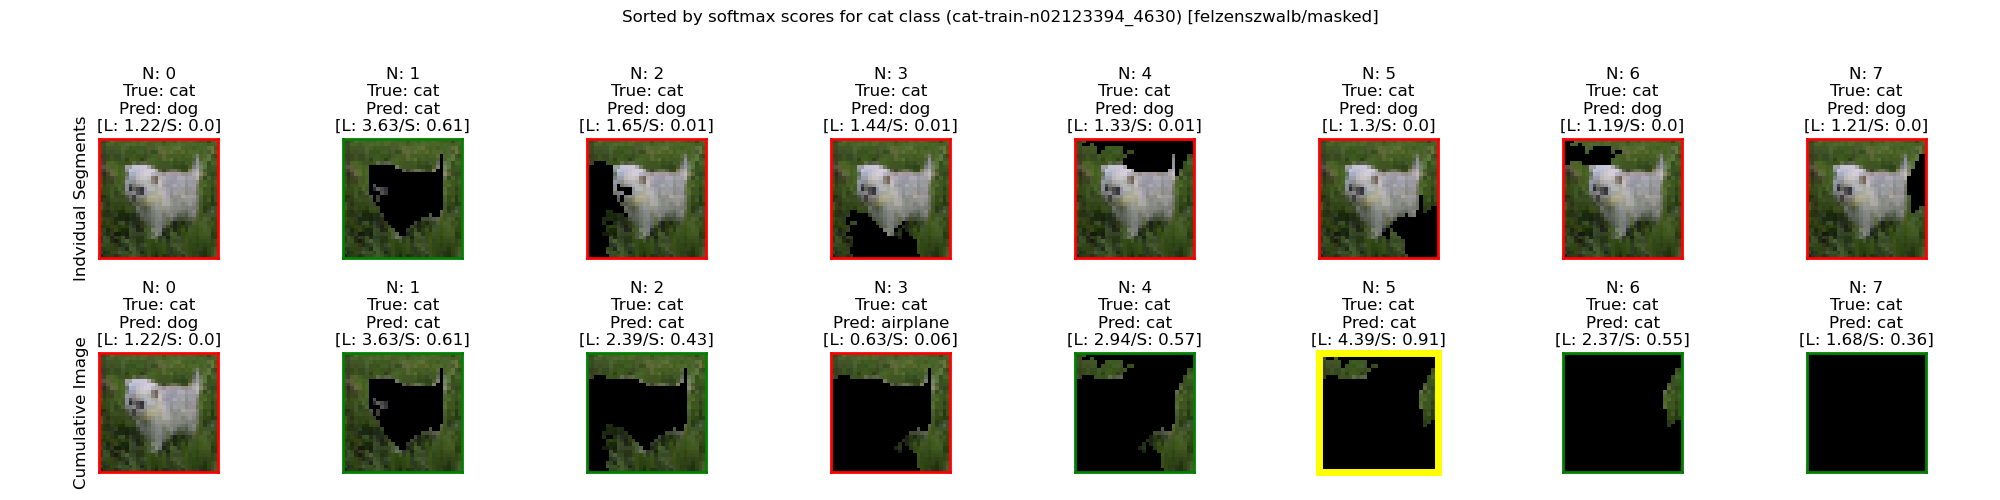 Sorted by softmax scores for cat class (cat-train-n02123394_4630) [felzenszwalb/masked]
Indvidual Segments
N: 0
True: cat
Pred: dog
[L: 1.22/S: 0.0]
N: 1
True: cat
Pred: cat
[L: 3.63/S: 0.61]
N: 2
True: cat
Pred: dog
[L: 1.65/S: 0.01]
N: 3
True: cat
Pred: dog
[L: 1.44/S: 0.01]
N: 4
True: cat
Pred: dog
[L: 1.33/S: 0.01]
N: 5
True: cat
Pred: dog
[L: 1.3/S: 0.0]
N: 6
True: cat
Pred: dog
[L: 1.19/S: 0.0]
N: 7
True: cat
Pred: dog
[L: 1.21/S: 0.0]
Cumulative Image
N: 0
True: cat
Pred: dog
[L: 1.22/S: 0.0]
N: 1
True: cat
Pred: cat
[L: 3.63/S: 0.61]
N: 2
True: cat
Pred: cat
[L: 2.39/S: 0.43]
N: 3
True: cat
Pred: airplane
[L: 0.63/S: 0.06]
N: 4
True: cat
Pred: cat
[L: 2.94/S: 0.57]
N: 5
True: cat
Pred: cat
[L: 4.39/S: 0.91]
N: 6
True: cat
Pred: cat
[L: 2.37/S: 0.55]
N: 7
True: cat
Pred: cat
[L: 1.68/S: 0.36]